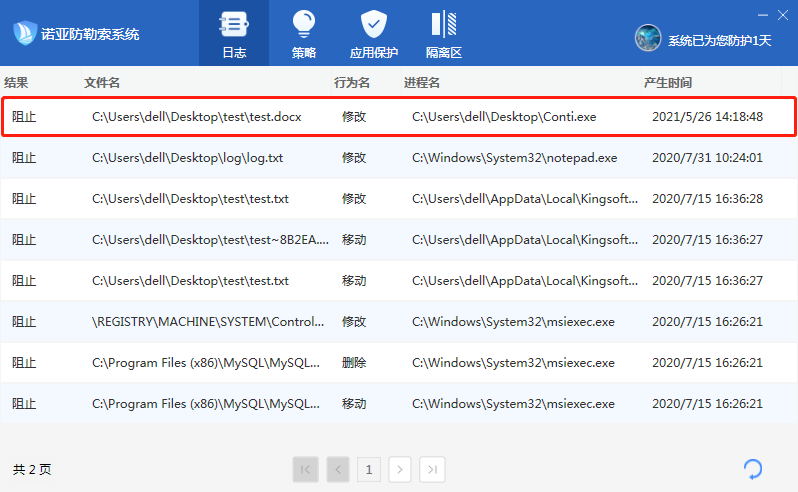 诺亚防勒索系统
日志 策略 应用保护 隔离区
系统已为您防护1天
结果 文件名 行为名 进程名 产生时间
阻止 C:\Users\dell\Desktop\test\test.docx 修改 C:\Users\dell\Desktop\Conti.exe 2021/5/26 14:18:48
阻止 C:\Users\dell\Desktop\log\log.txt 修改 C:\Windows\System32\notepad.exe 2020/7/31 10:24:01
阻止 C:\Users\dell\Desktop\test\test.txt 修改 C:\Users\dell\AppData\Local\Kingsoft... 2020/7/15 16:36:28
阻止 C:\Users\dell\Desktop\test\test~8B2EA.... 移动 C:\Users\dell\AppData\Local\Kingsoft... 2020/7/15 16:36:27
阻止 C:\Users\dell\Desktop\test\test.txt 移动 C:\Users\dell\AppData\Local\Kingsoft... 2020/7/15 16:36:27
阻止 \REGISTRY\MACHINE\SYSTEM\Control... 修改 C:\Windows\System32\msiexec.exe 2020/7/15 16:26:21
阻止 C:\Program Files (x86)\MySQL\MySQL... 删除 C:\Windows\System32\msiexec.exe 2020/7/15 16:26:21
阻止 C:\Program Files (x86)\MySQL\MySQL... 移动 C:\Windows\System32\msiexec.exe 2020/7/15 16:26:21
共 2 页 1